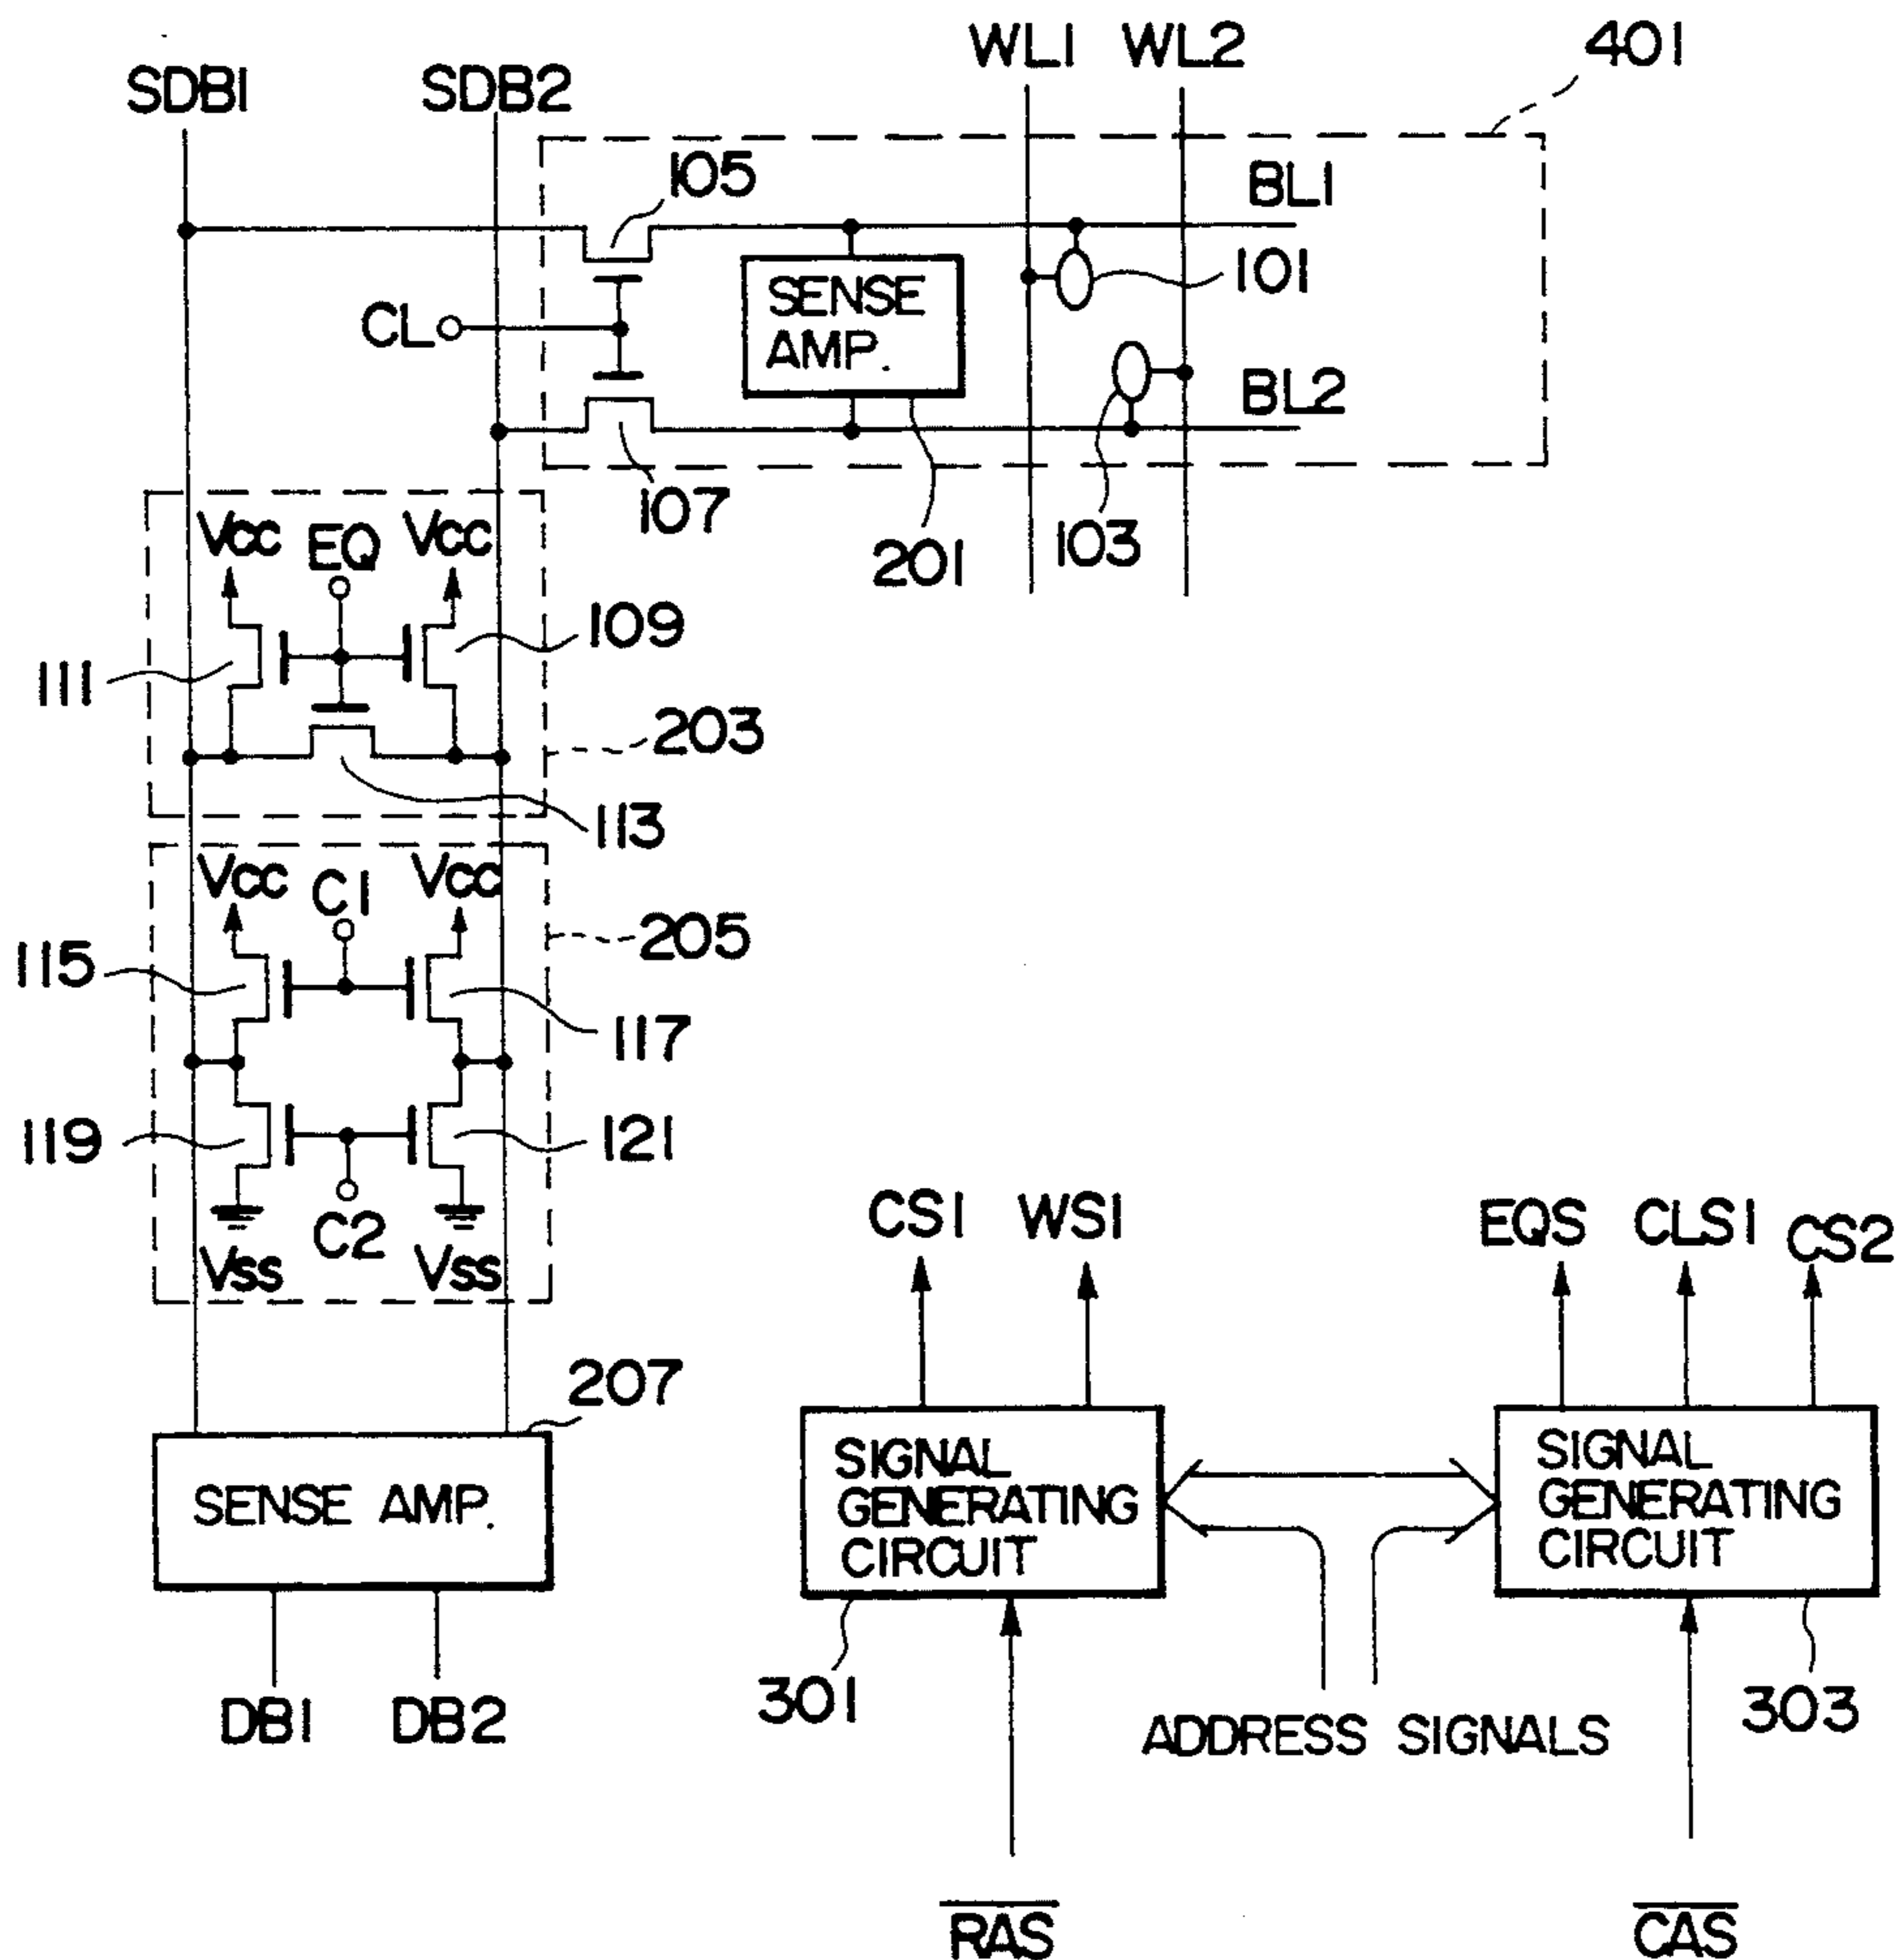 WL1 WL2
401
SDB1
SDB2
105
BL1
101
SENSE
AMP.
CL
BL2
107
201
103
Vcc
EQ
Vcc
109
111
203
113
Vcc
C1
Vcc
205
115
117
119
121
C2
Vss
Vss
CS1
WS1
EQS
CLS1
CS2
207
SENSE AMP.
SIGNAL
GENERATING
CIRCUIT
SIGNAL
GENERATING
CIRCUIT
DB1
DB2
301
303
ADDRESS SIGNALS
R̅A̅S̅
C̅A̅S̅